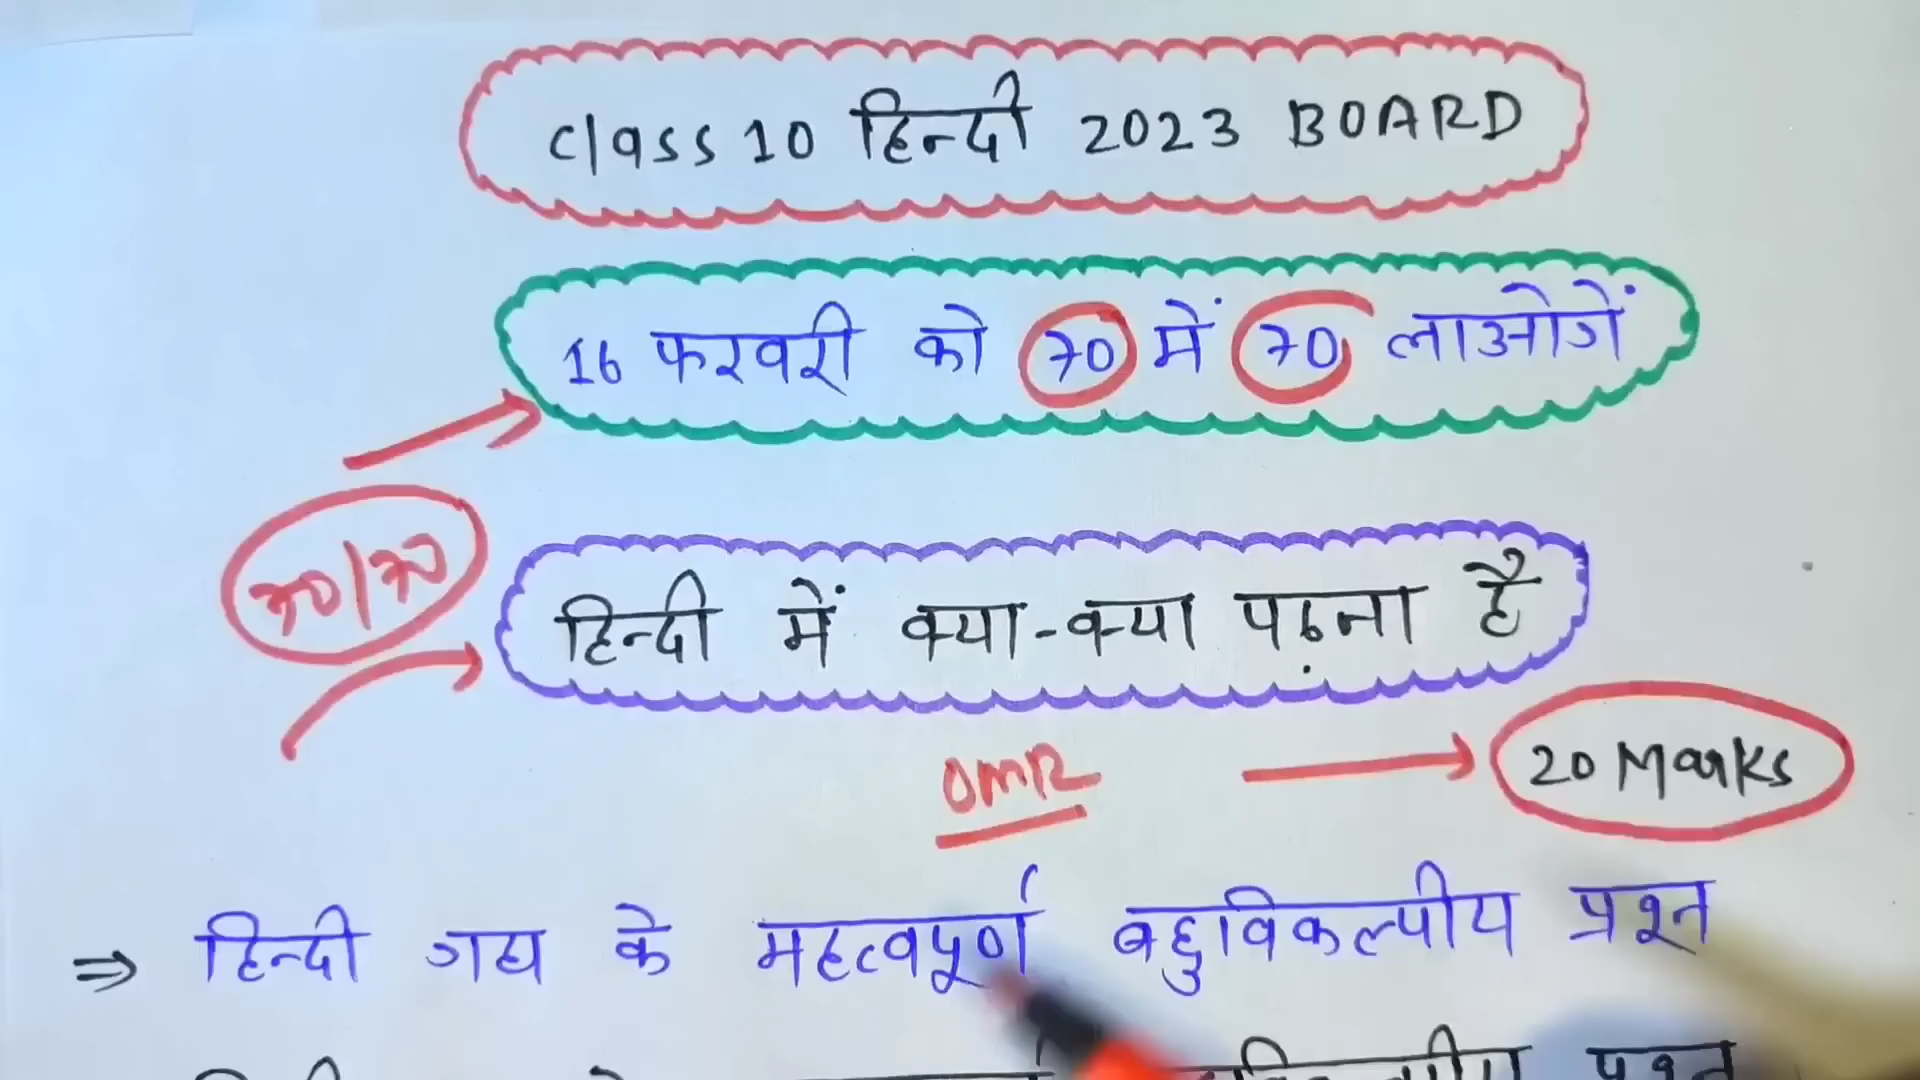 class 10 हिन्दी 2023 BOARD
16 फरवरी को 70 में 70 लाओगें
70/70
हिन्दी में क्या-क्या पढ़ना है
OMR
20 Marks
⇒ हिन्दी गद्य के महत्वपूर्ण बहुविकल्पीय प्रश्न